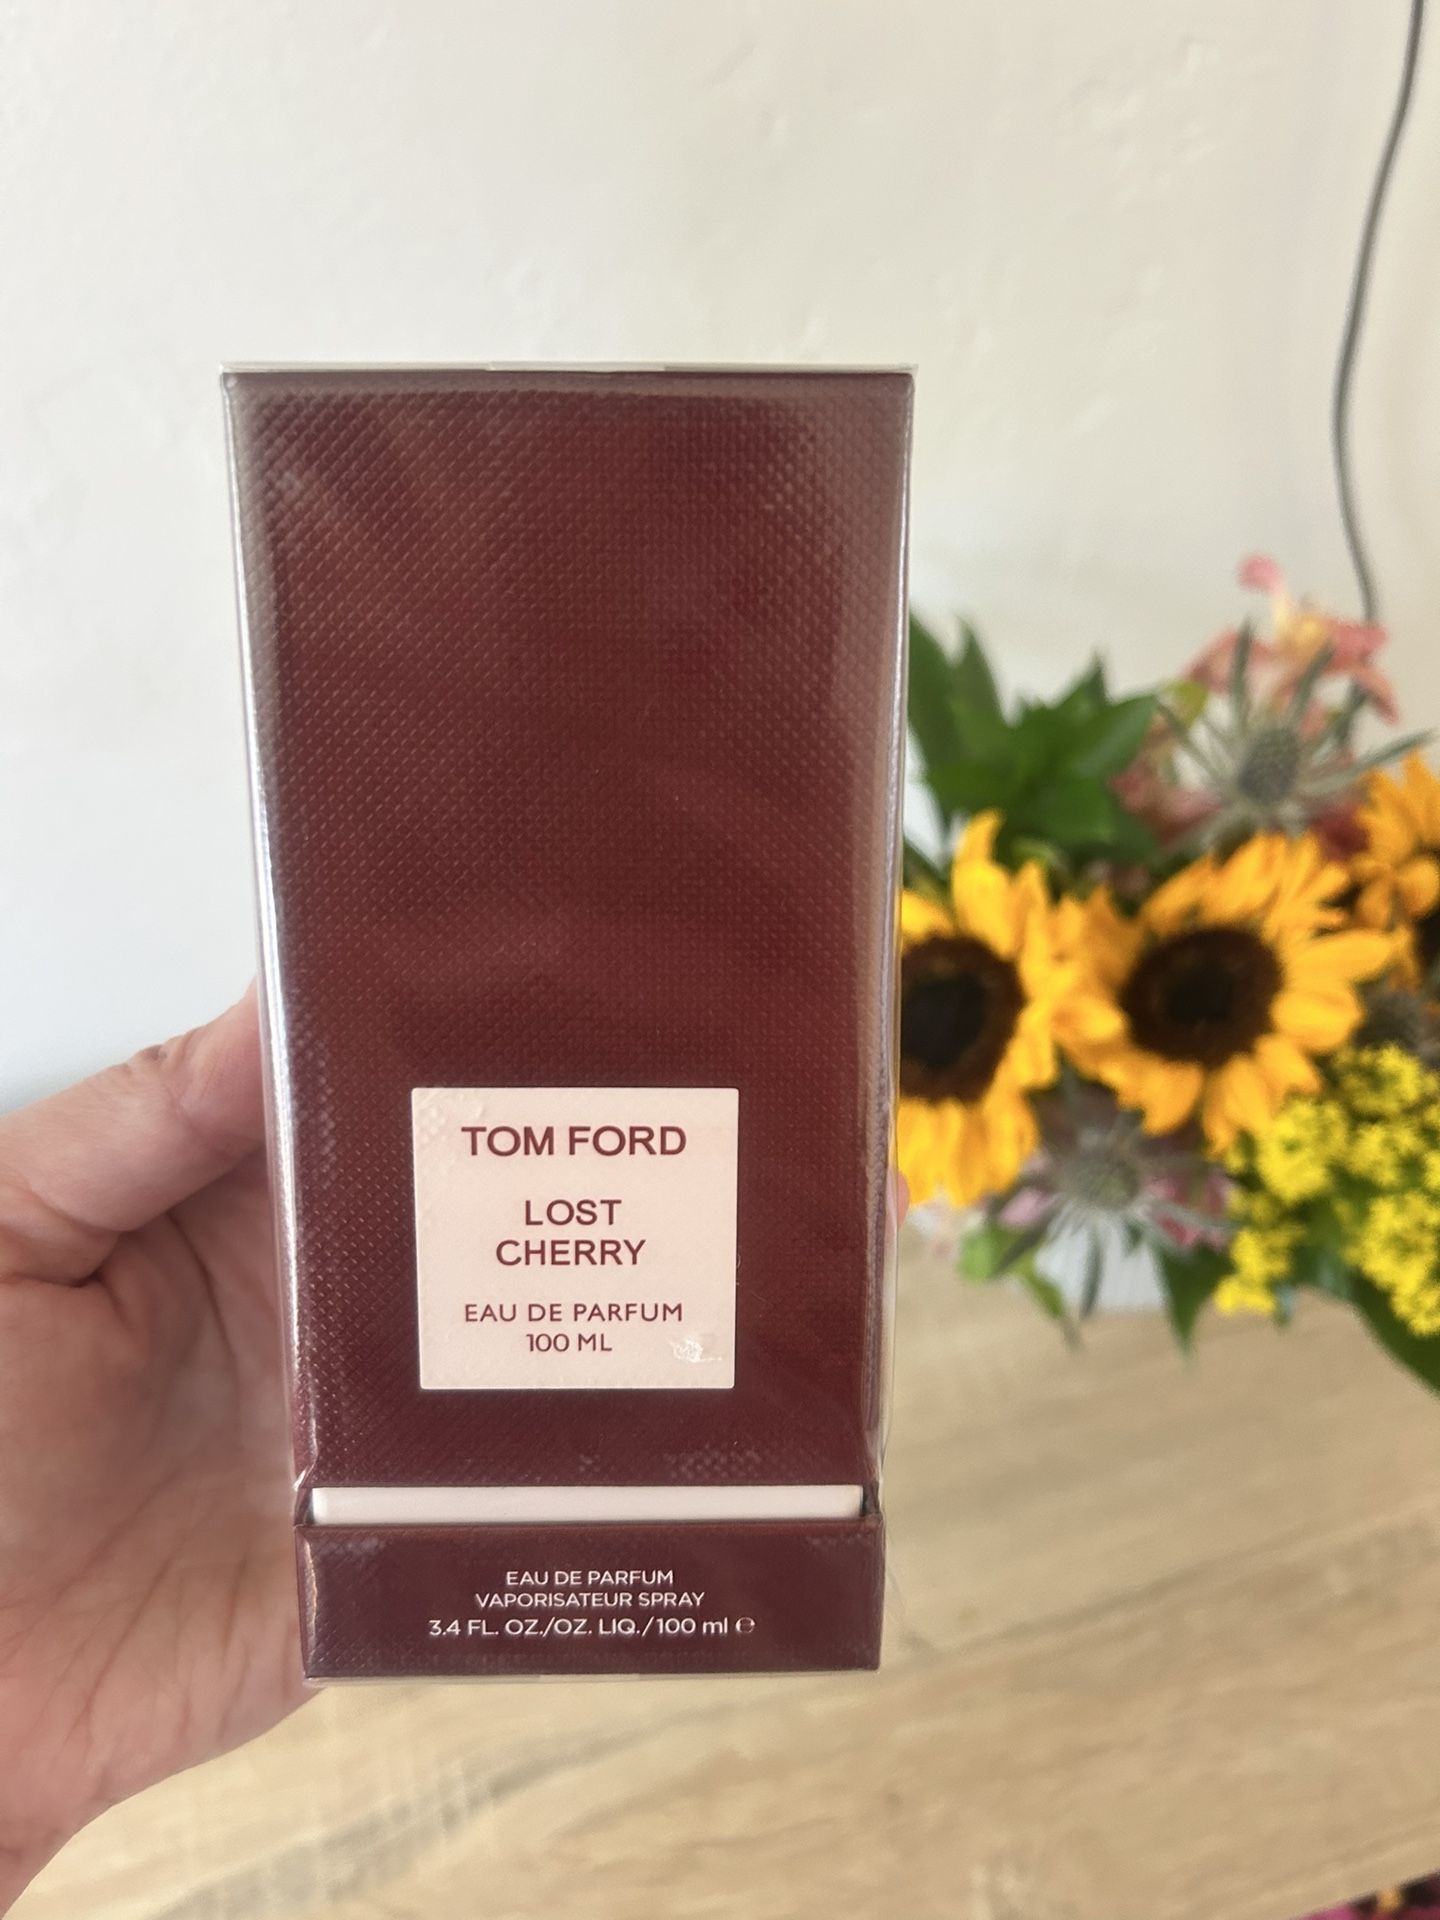 TOM FORD
LOST
CHERRY
EAU DE PARFUM
100 ML
EAU DE PARFUM
VAPORISATEUR SPRAY
3.4 FL. OZ./OZ. LIQ./100 ml ℮